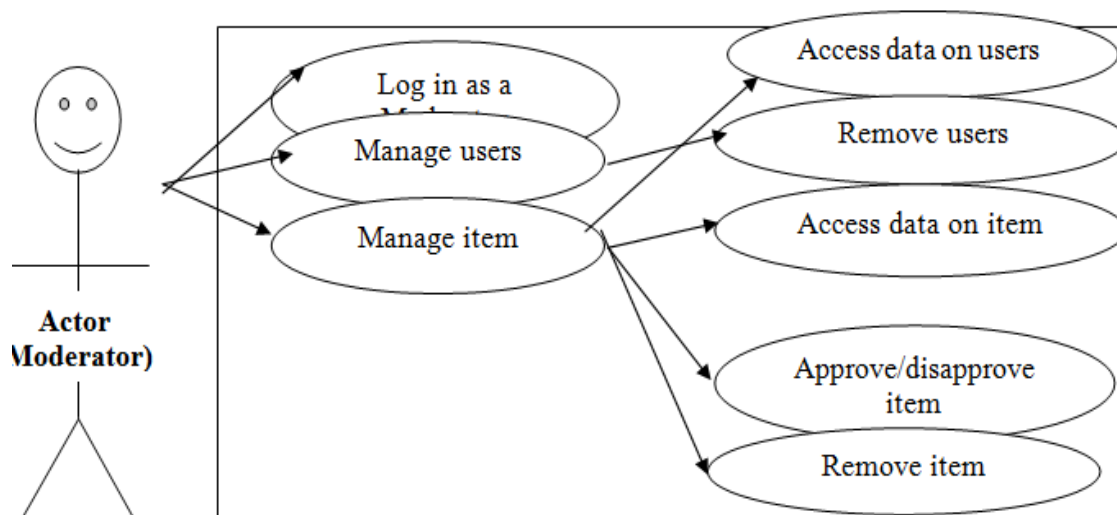 Log in as a
Manage users
Manage item
Access data on users
Remove users
Access data on item
Approve/disapprove
item
Remove item
Actor
Moderator)